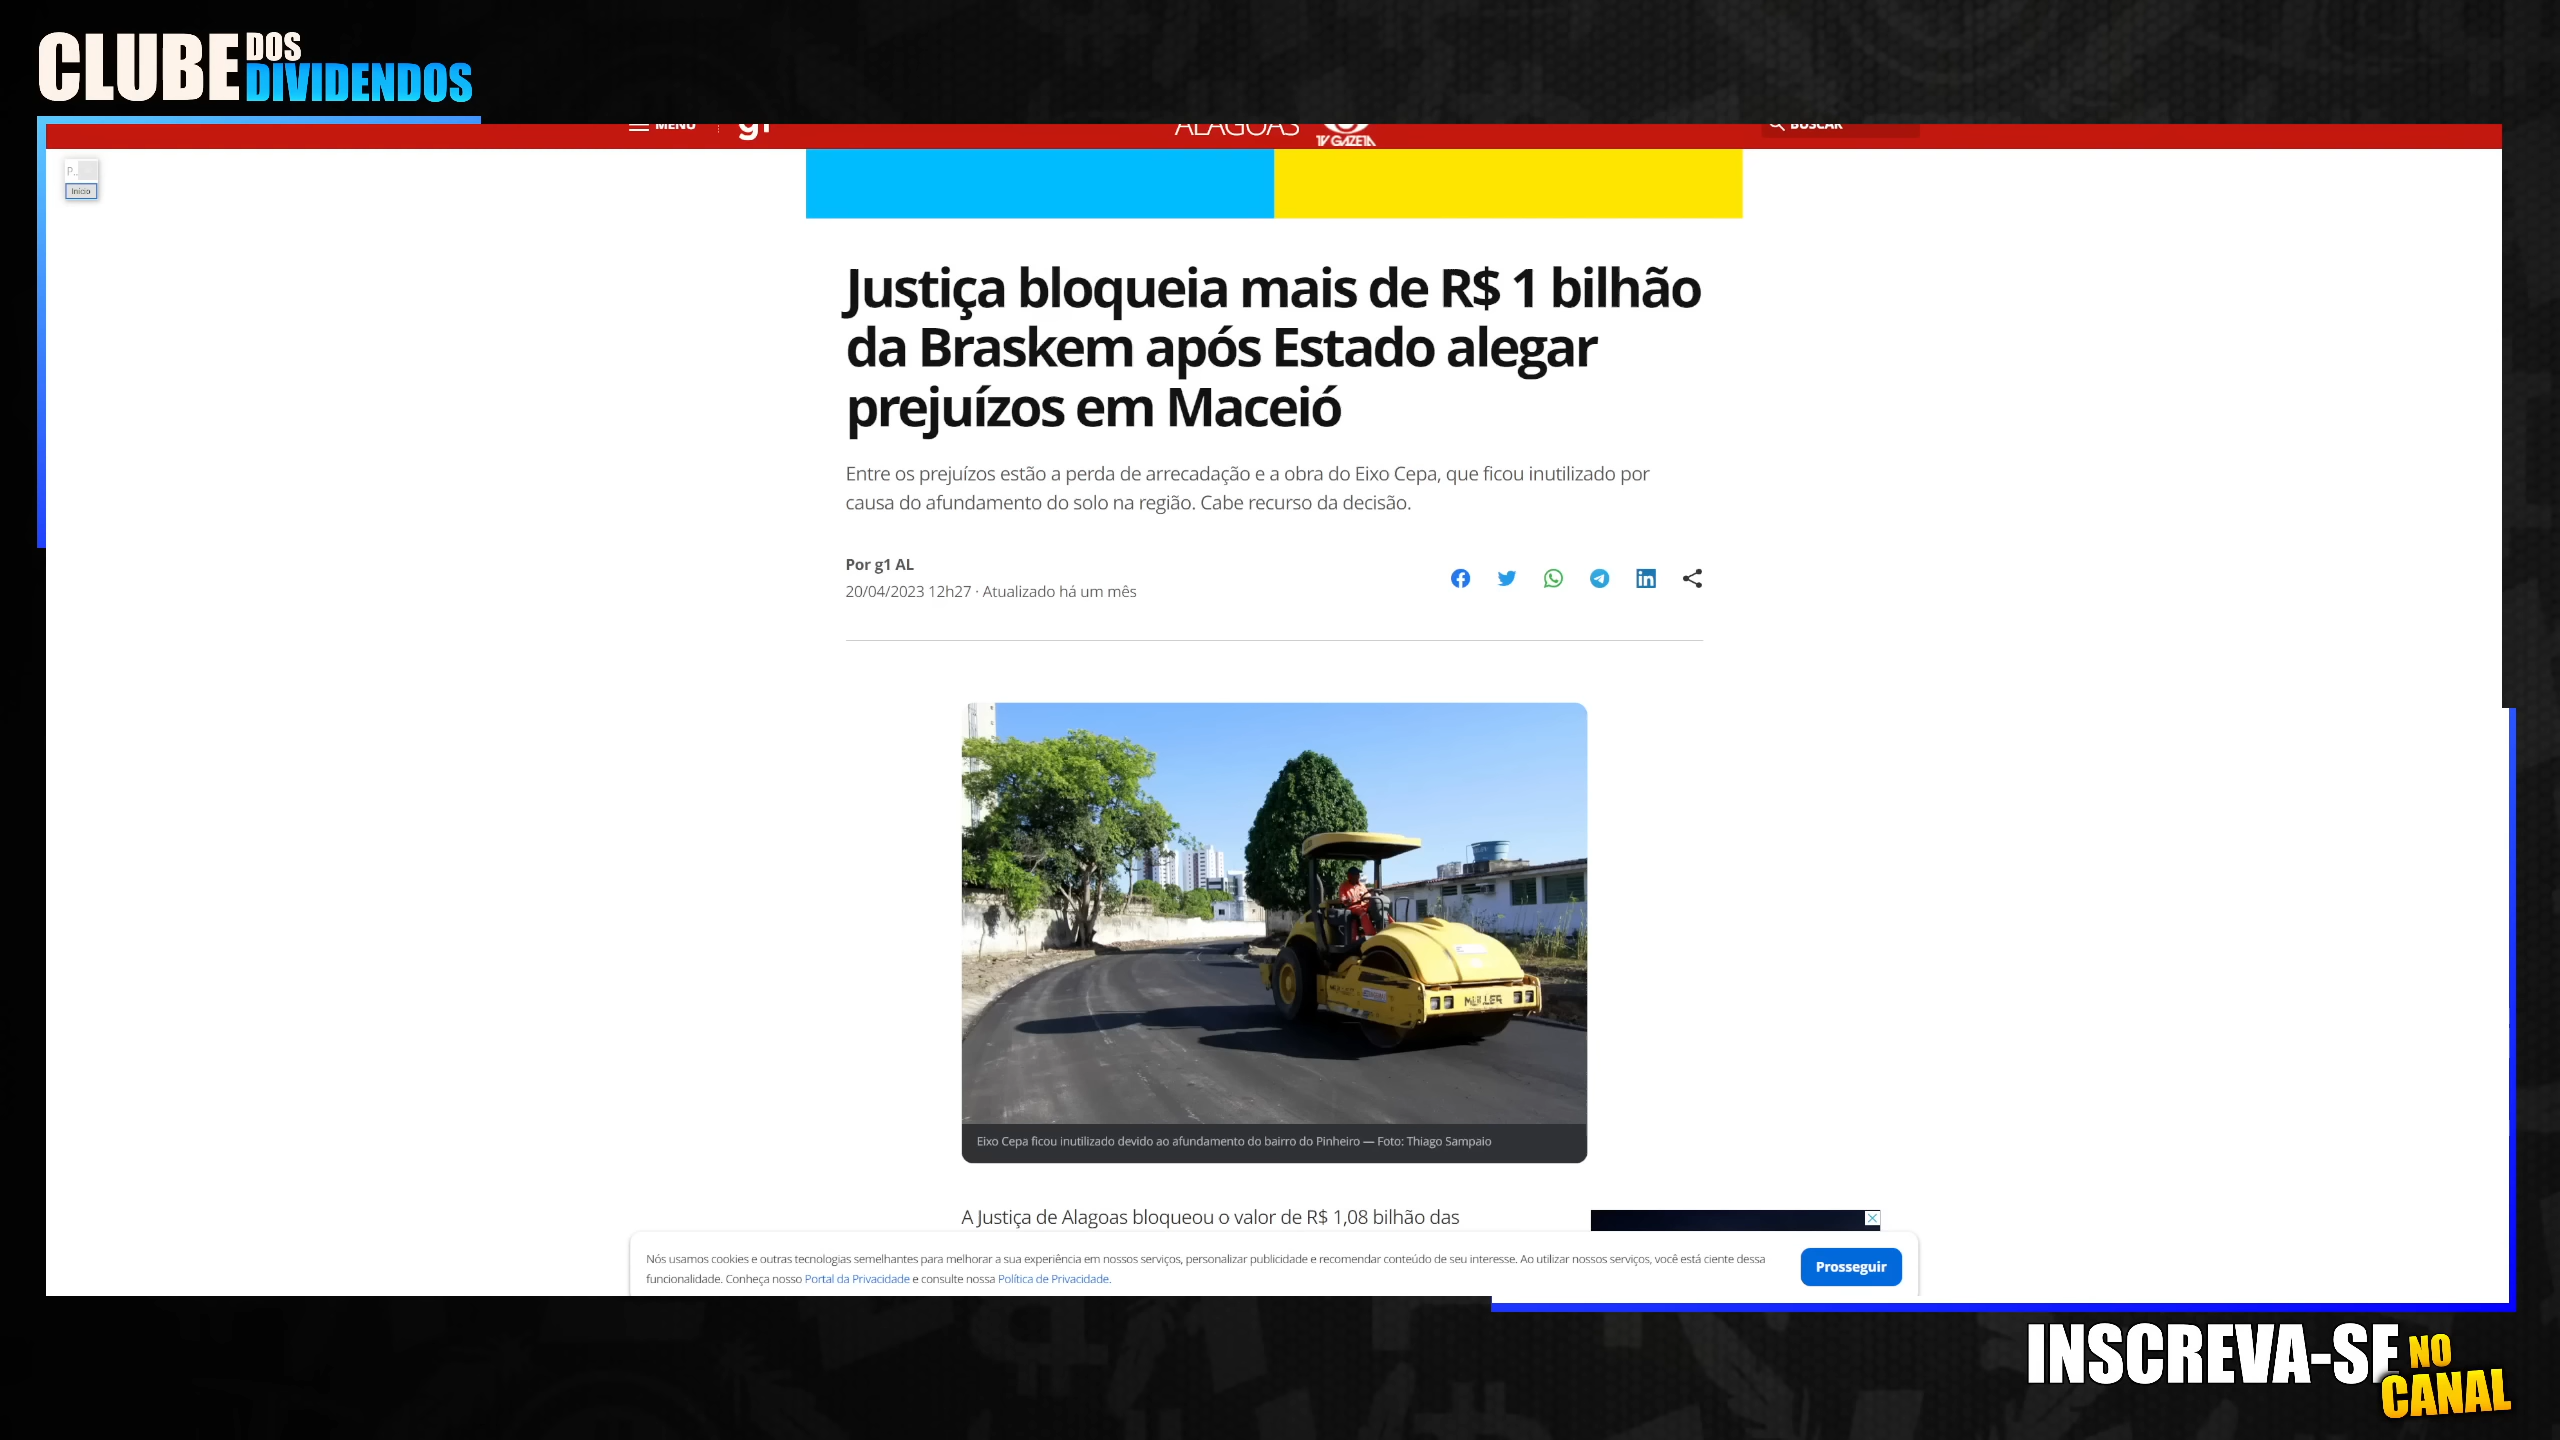 CLUBE DOS DIVIDENDOS
MENU g1 ALAGOAS TV GAZETA BUSCAR
P...
Início
Justiça bloqueia mais de R$ 1 bilhão
da Braskem após Estado alegar
prejuízos em Maceió
Entre os prejuízos estão a perda de arrecadação e a obra do Eixo Cepa, que ficou inutilizado por
causa do afundamento do solo na região. Cabe recurso da decisão.
Por g1 AL
20/04/2023 12h27 · Atualizado há um mês
MULLER
Eixo Cepa ficou inutilizado devido ao afundamento do bairro do Pinheiro — Foto: Thiago Sampaio
A Justiça de Alagoas bloqueou o valor de R$ 1,08 bilhão das
Nós usamos cookies e outras tecnologias semelhantes para melhorar a sua experiência em nossos serviços, personalizar publicidade e recomendar conteúdo de seu interesse. Ao utilizar nossos serviços, você está ciente dessa
funcionalidade. Conheça nosso Portal da Privacidade e consulte nossa Política de Privacidade.
Prosseguir
INSCREVA-SE NO
CANAL